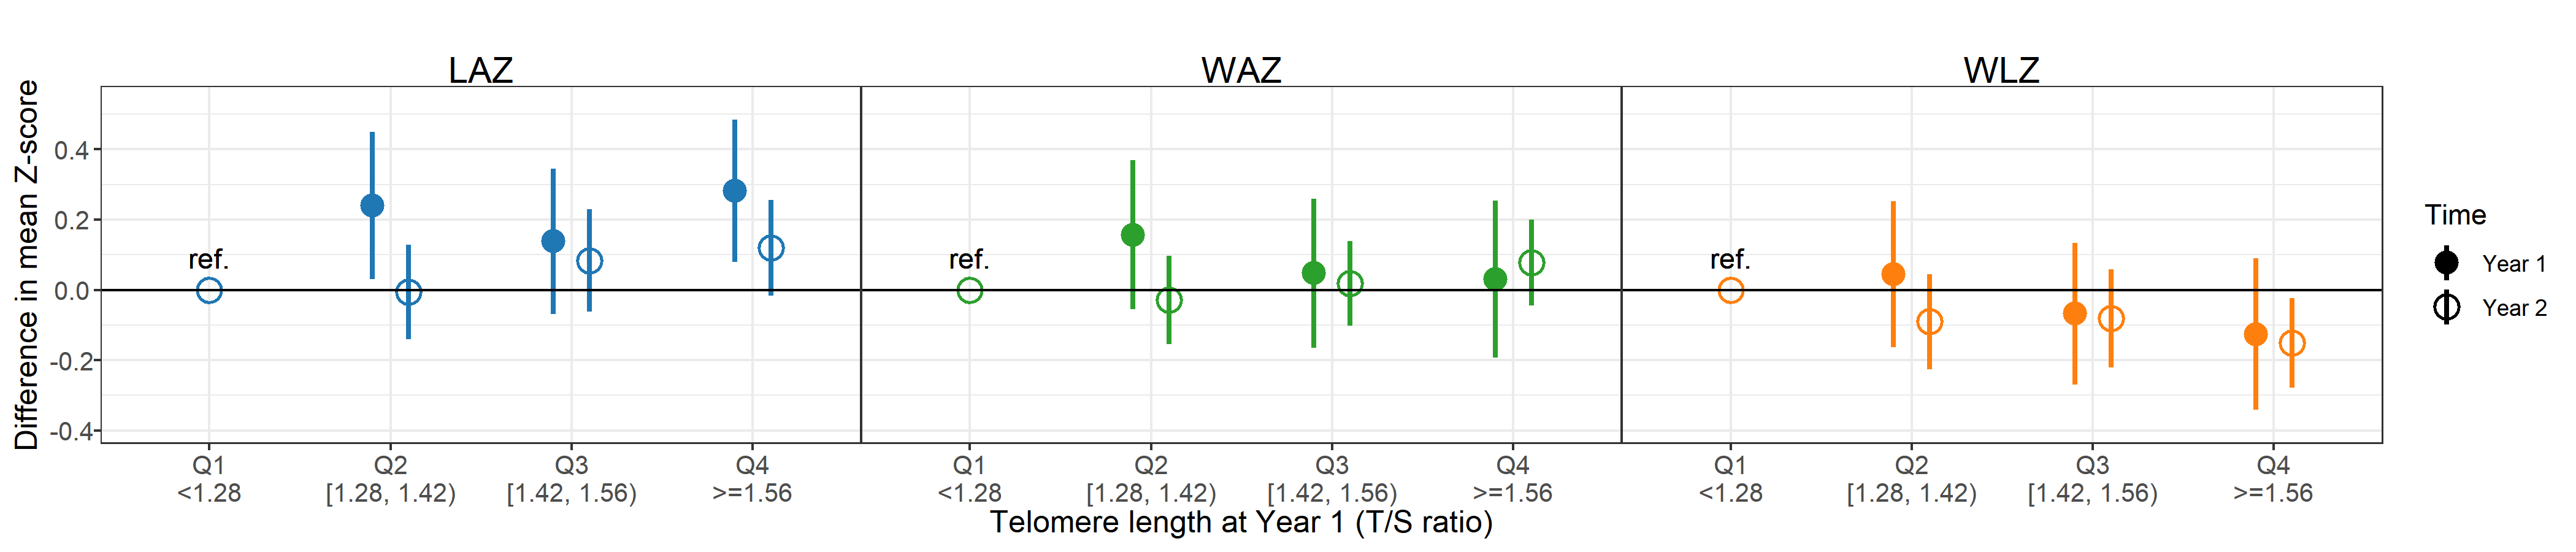 LAZ
WAZ
WLZ
Difference in mean Z-score
0.4
0.2
0.0
-0.2
-0.4
ref.
ref.
ref.
Q1
<1.28
Q2
[1.28, 1.42)
Q3
[1.42, 1.56)
Q4
>=1.56
Q1
<1.28
Q2
[1.28, 1.42)
Q3
[1.42, 1.56)
Q4
>=1.56
Q1
<1.28
Q2
[1.28, 1.42)
Q3
[1.42, 1.56)
Q4
>=1.56
Telomere length at Year 1 (T/S ratio)
Time
Year 1
Year 2